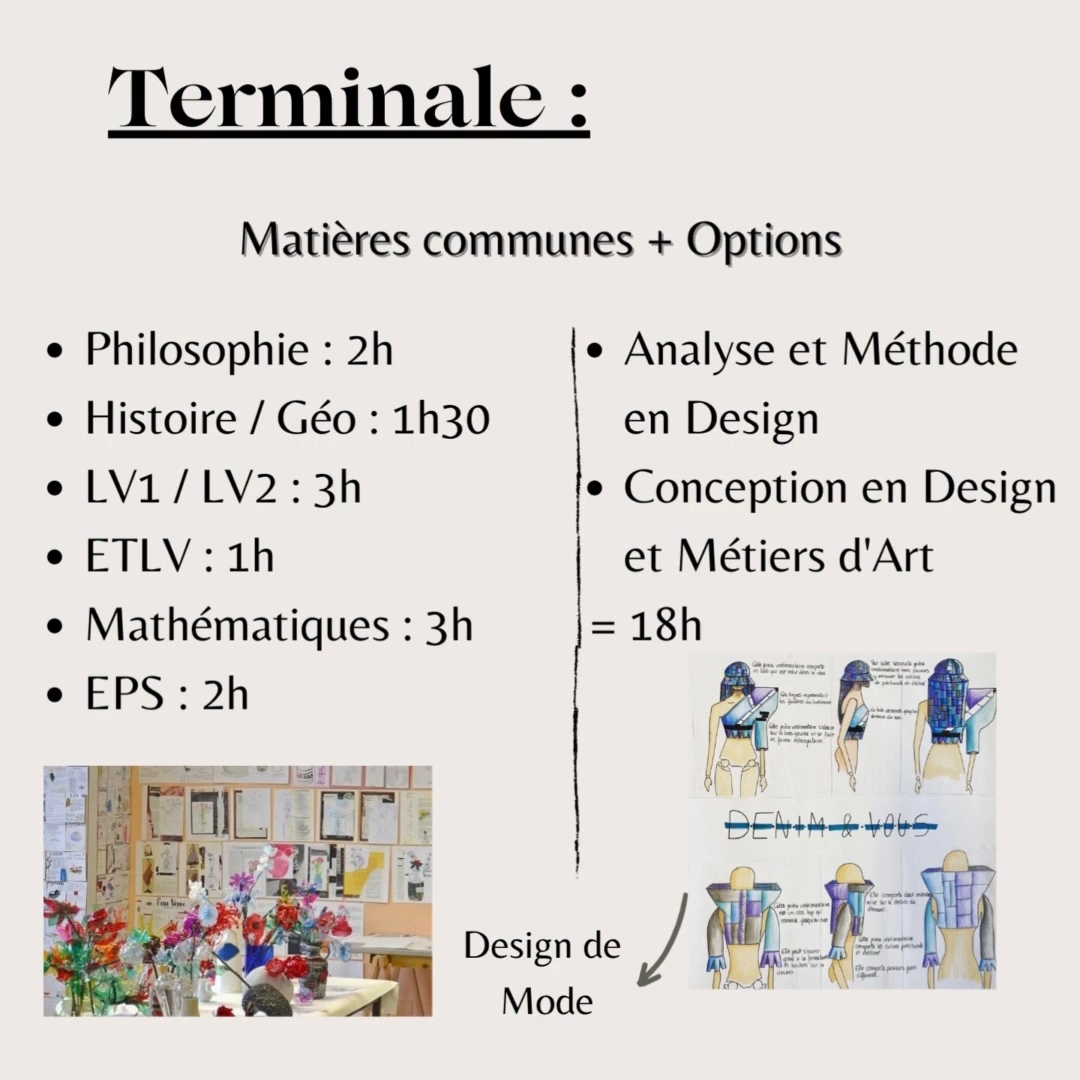 Terminale :
Matières communes + Options
• Philosophie : 2h
• Histoire / Géo : 1h30
• LV1 / LV2 : 3h
• ETLV : 1h
• Mathématiques : 3h
• EPS : 2h
• Analyse et Méthode
en Design
• Conception en Design
et Métiers d'Art
= 18h
DENIM & VOUS
Design de
Mode